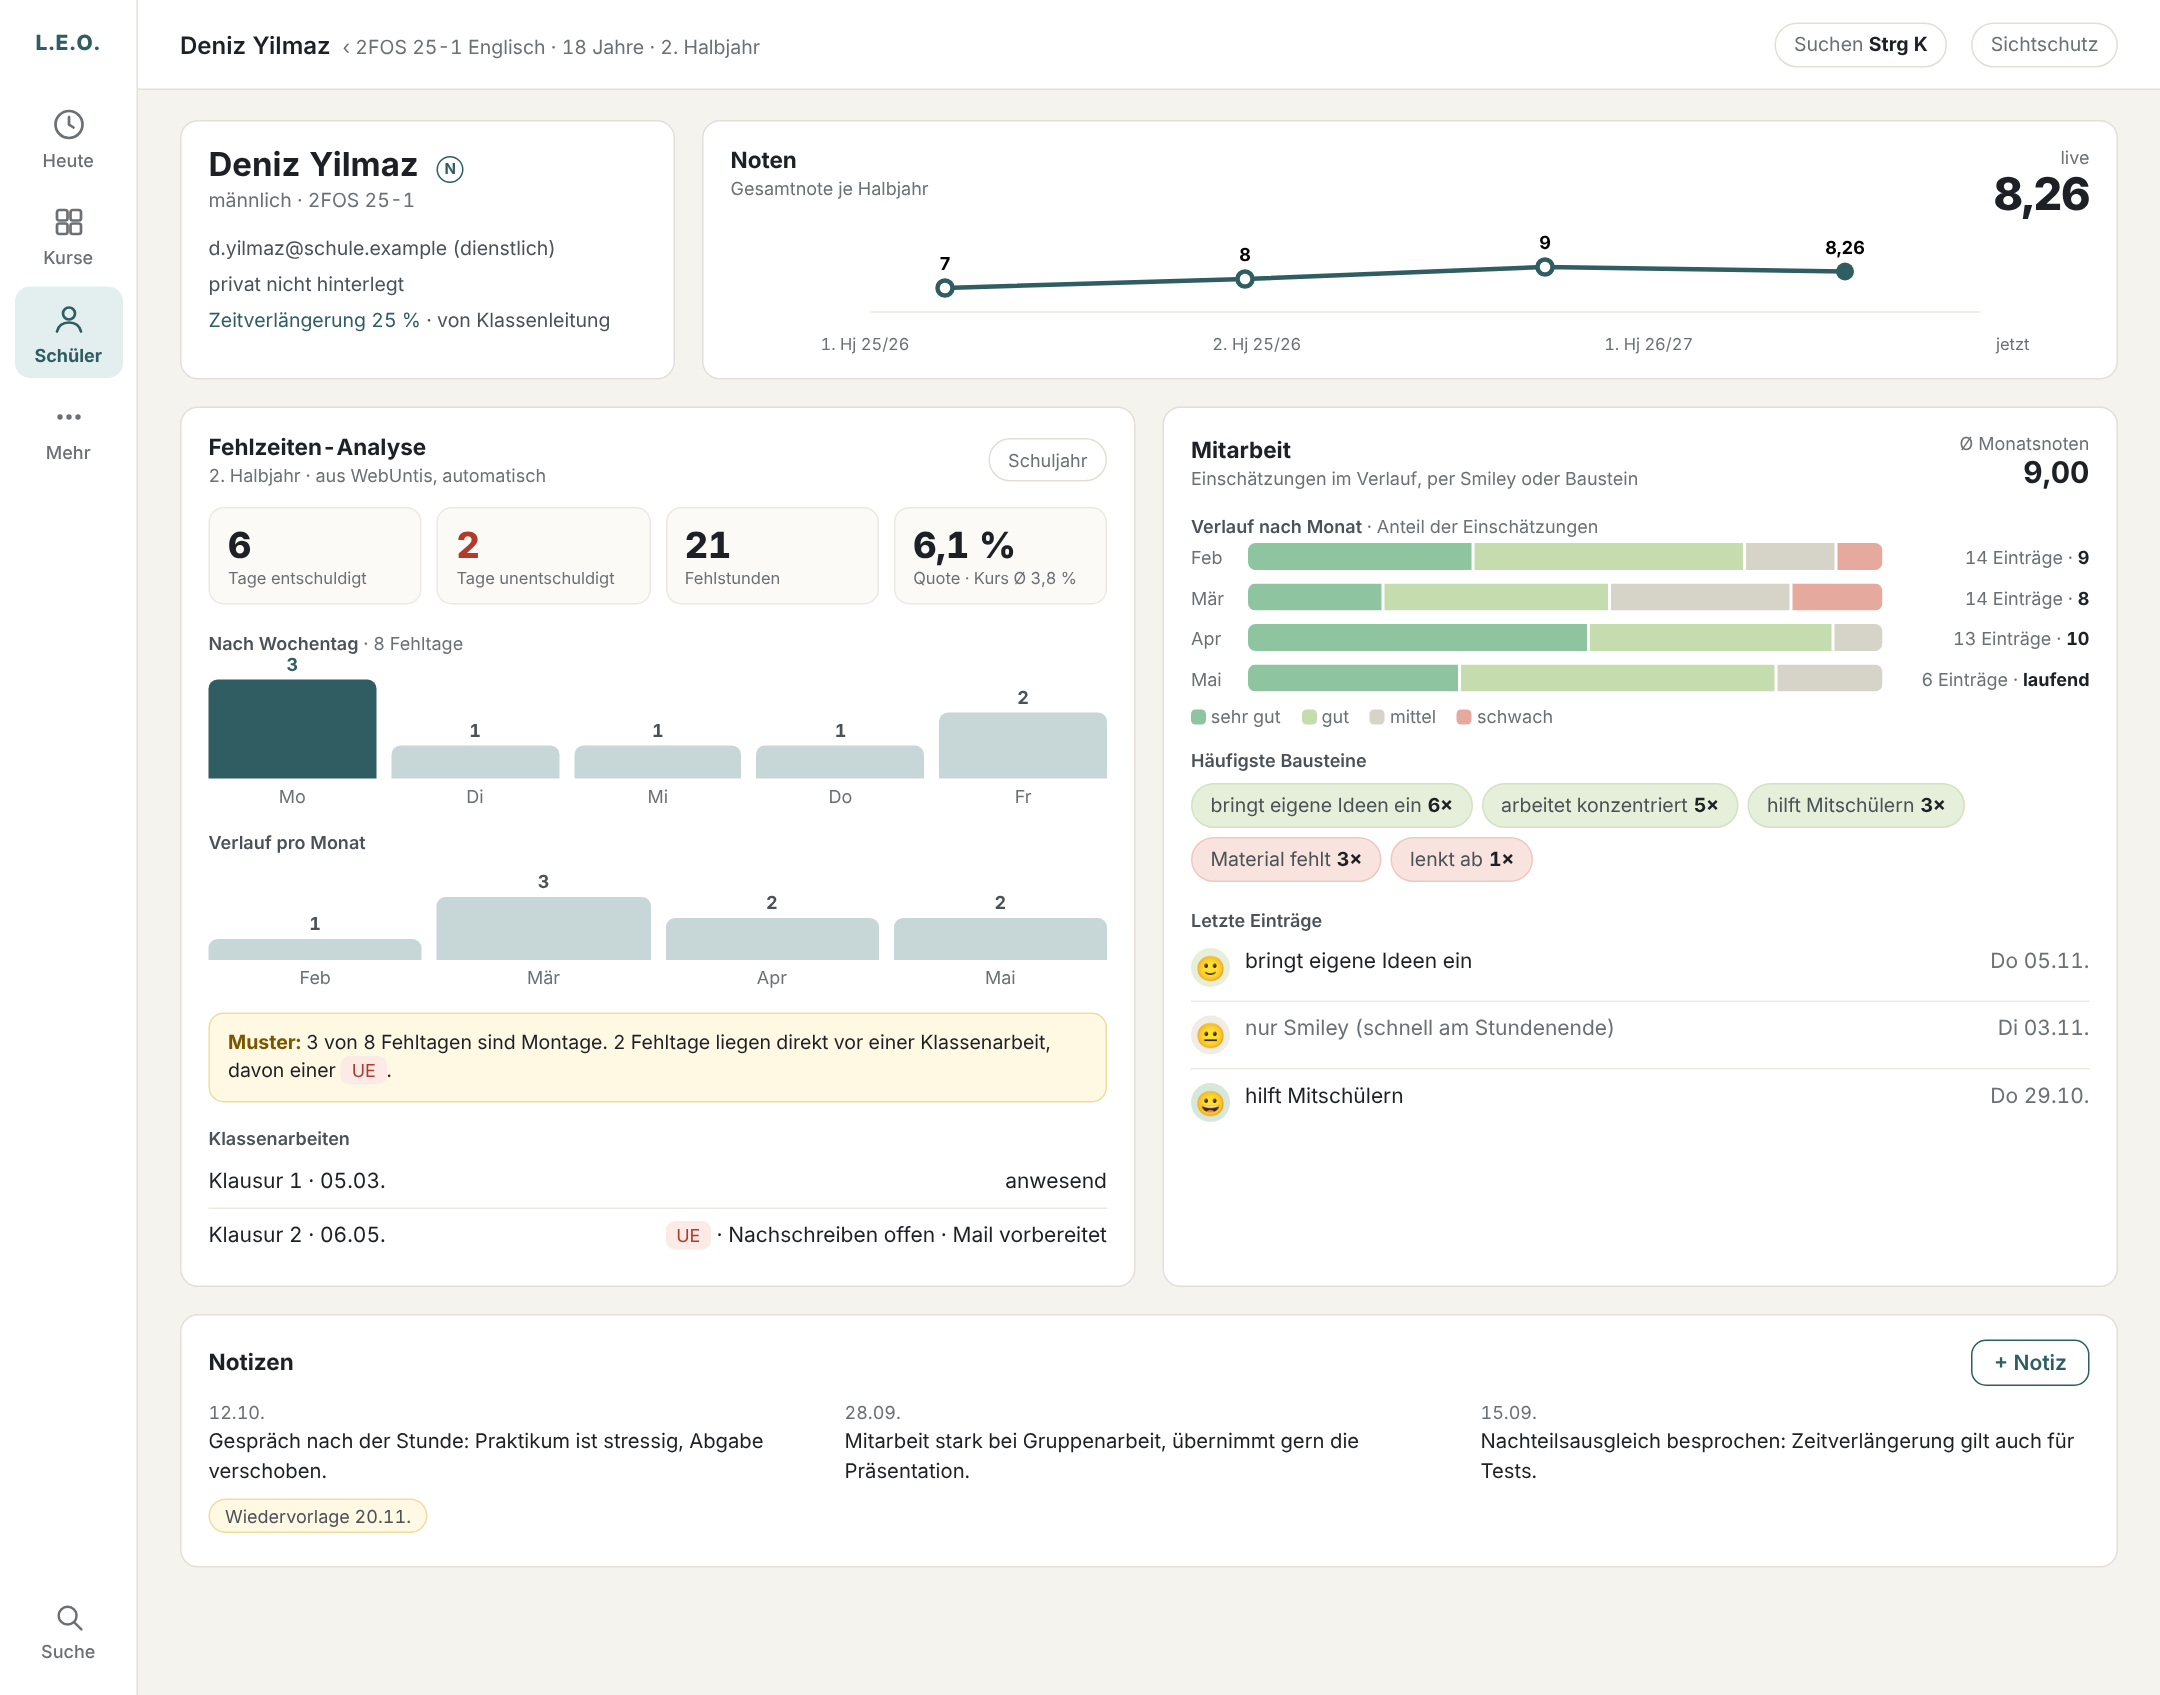 L.E.O.
Heute
Kurse
Schüler
Mehr
Suche
Deniz Yilmaz ‹ 2FOS 25-1 Englisch · 18 Jahre · 2. Halbjahr
Suchen Strg K
Sichtschutz
Deniz Yilmaz N
männlich · 2FOS 25-1
d.yilmaz@schule.example (dienstlich)
privat nicht hinterlegt
Zeitverlängerung 25 % · von Klassenleitung
Noten
Gesamtnote je Halbjahr
live
8,26
7 8 9 8,26
1. Hj 25/26 2. Hj 25/26 1. Hj 26/27 jetzt
Fehlzeiten-Analyse
2. Halbjahr · aus WebUntis, automatisch
Schuljahr
6
Tage entschuldigt
2
Tage unentschuldigt
21
Fehlstunden
6,1 %
Quote · Kurs Ø 3,8 %
Nach Wochentag · 8 Fehltage
3 1 1 1 2
Mo Di Mi Do Fr
Verlauf pro Monat
1 3 2 2
Feb Mär Apr Mai
Muster: 3 von 8 Fehltagen sind Montage. 2 Fehltage liegen direkt vor einer Klassenarbeit,
davon einer UE .
Klassenarbeiten
Klausur 1 · 05.03. anwesend
Klausur 2 · 06.05. UE · Nachschreiben offen · Mail vorbereitet
Mitarbeit
Einschätzungen im Verlauf, per Smiley oder Baustein
Ø Monatsnoten
9,00
Verlauf nach Monat · Anteil der Einschätzungen
Feb 14 Einträge · 9
Mär 14 Einträge · 8
Apr 13 Einträge · 10
Mai 6 Einträge · laufend
sehr gut gut mittel schwach
Häufigste Bausteine
bringt eigene Ideen ein 6× arbeitet konzentriert 5× hilft Mitschülern 3×
Material fehlt 3× lenkt ab 1×
Letzte Einträge
bringt eigene Ideen ein Do 05.11.
nur Smiley (schnell am Stundenende) Di 03.11.
hilft Mitschülern Do 29.10.
Notizen
+ Notiz
12.10.
Gespräch nach der Stunde: Praktikum ist stressig, Abgabe
verschoben.
Wiedervorlage 20.11.
28.09.
Mitarbeit stark bei Gruppenarbeit, übernimmt gern die
Präsentation.
15.09.
Nachteilsausgleich besprochen: Zeitverlängerung gilt auch für
Tests.